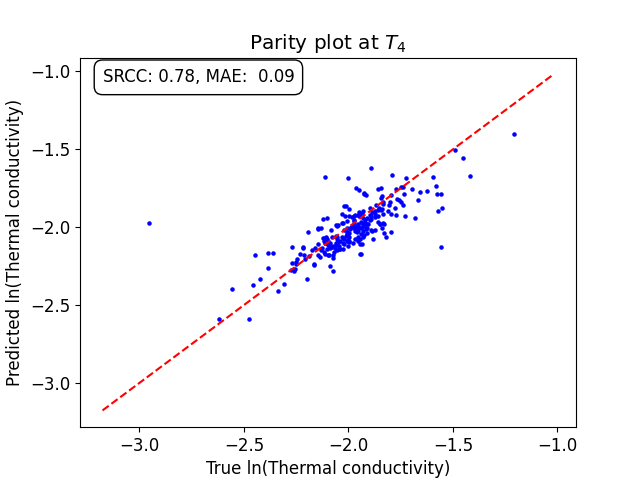 Parity plot at T₄
SRCC: 0.78, MAE:  0.09
−1.0
−1.5
−2.0
−2.5
−3.0
Predicted ln(Thermal conductivity)
−3.0 −2.5 −2.0 −1.5 −1.0
True ln(Thermal conductivity)